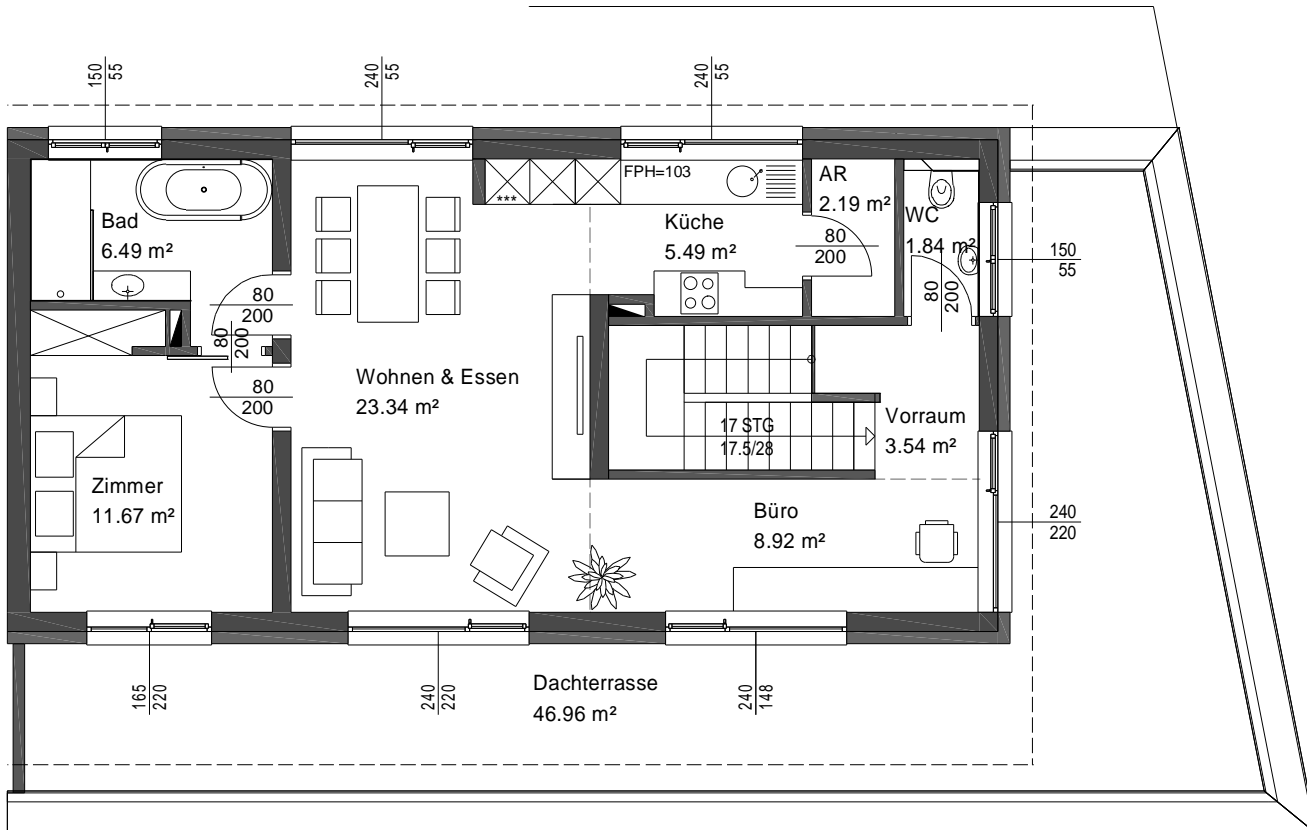 150
55
240
55
240
55
FPH=103
***
AR
2.19 m²
Bad
6.49 m²
Küche
5.49 m²
WC
1.84 m²
80
200
150
55
80
200
80
200
80
200
80
200
Wohnen & Essen
23.34 m²
17 STG
17.5/28
Vorraum
3.54 m²
Zimmer
11.67 m²
Büro
8.92 m²
240
220
165
220
240
220
240
148
Dachterrasse
46.96 m²